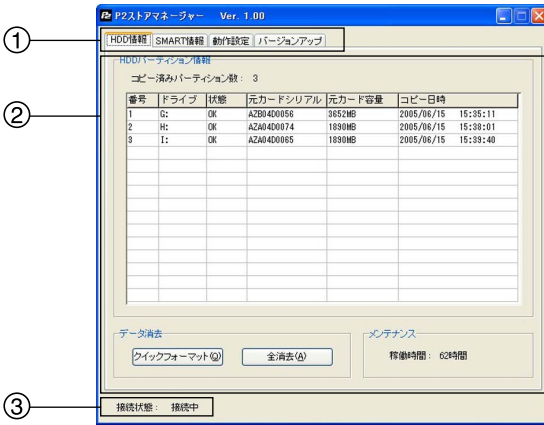 P2ストアマネージャー Ver. 1.00
① HDD情報 SMART情報 動作設定 バージョンアップ
HDDパーティション情報
コピー済みパーティション数： 3
②
番号 ドライブ 状態 元カードシリアル 元カード容量 コピー日時
1 G: OK AZB04D0056 3652MB 2005/06/15 15:35:11
2 H: OK AZA04D0074 1890MB 2005/06/15 15:38:01
3 I: OK AZA04D0065 1890MB 2005/06/15 15:39:40
データ消去 メンテナンス
クイックフォーマット(Q) 全消去(A) 稼働時間： 62時間
③ 接続状態： 接続中